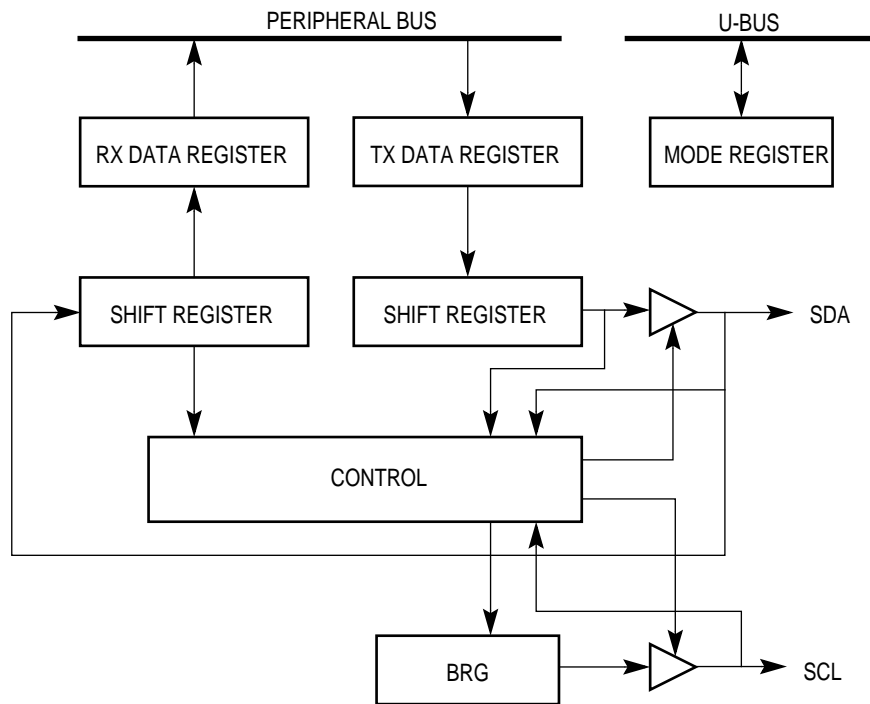 PERIPHERAL BUS
U-BUS
RX DATA REGISTER
TX DATA REGISTER
MODE REGISTER
SHIFT REGISTER
SHIFT REGISTER
SDA
CONTROL
BRG
SCL